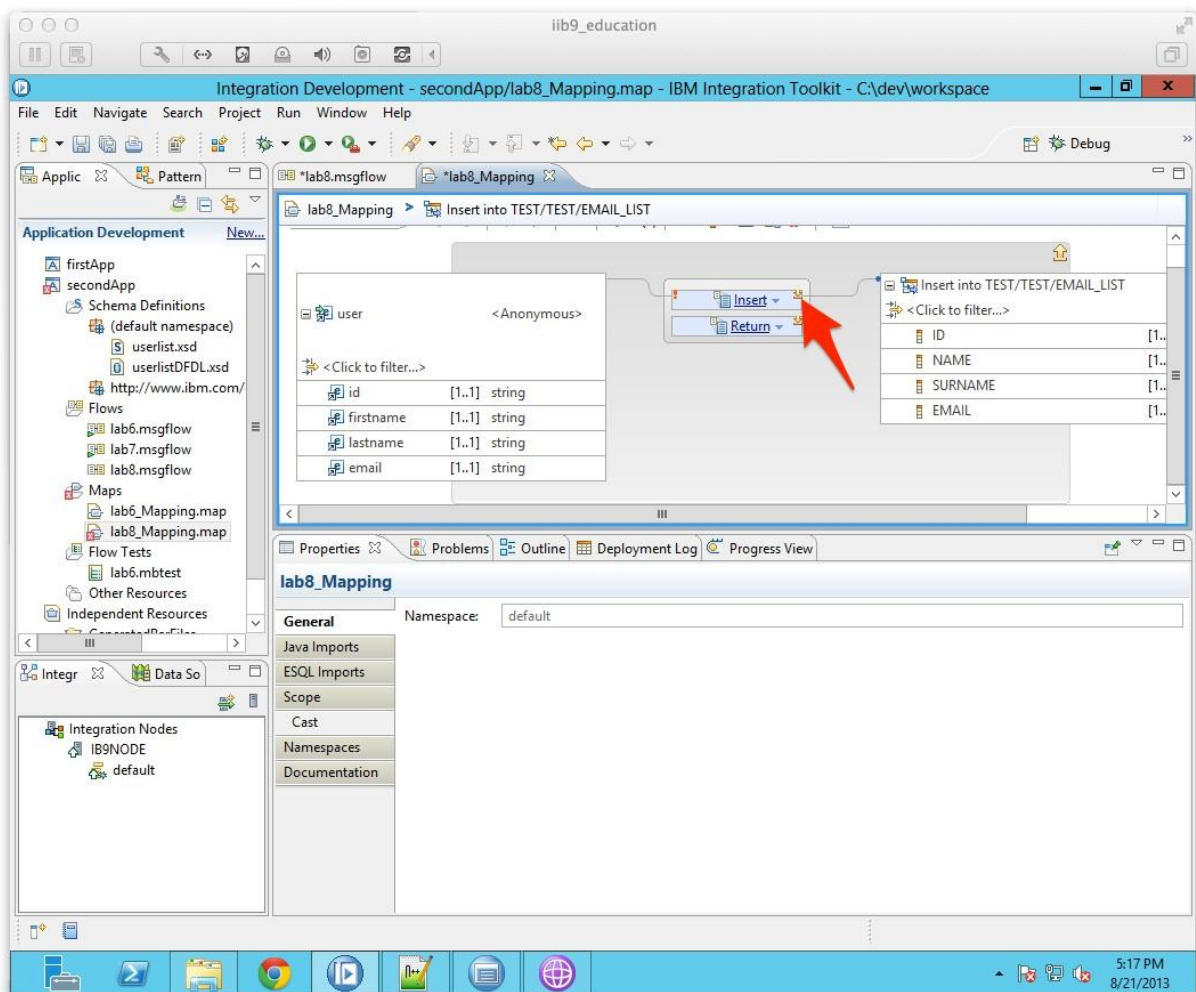 iib9_education
Integration Development - secondApp/lab8_Mapping.map - IBM Integration Toolkit - C:\dev\workspace
File Edit Navigate Search Project Run Window Help
Debug
Applic
Pattern
*lab8.msgflow
*lab8_Mapping
Application Development
New...
firstApp
secondApp
Schema Definitions
(default namespace)
userlist.xsd
userlistDFDL.xsd
http://www.ibm.com/
Flows
lab6.msgflow
lab7.msgflow
lab8.msgflow
Maps
lab6_Mapping.map
lab8_Mapping.map
Flow Tests
lab6.mbtest
Other Resources
Independent Resources
lab8_Mapping > Insert into TEST/TEST/EMAIL_LIST
user <Anonymous>
<Click to filter...>
id [1..1] string
firstname [1..1] string
lastname [1..1] string
email [1..1] string
Insert
Return
Insert into TEST/TEST/EMAIL_LIST
<Click to filter...>
ID [1..
NAME [1..
SURNAME [1..
EMAIL [1..
Integr
Data So
Integration Nodes
IB9NODE
default
Properties
Problems
Outline
Deployment Log
Progress View
lab8_Mapping
General
Java Imports
ESQL Imports
Scope
Cast
Namespaces
Documentation
Namespace: default
5:17 PM
8/21/2013